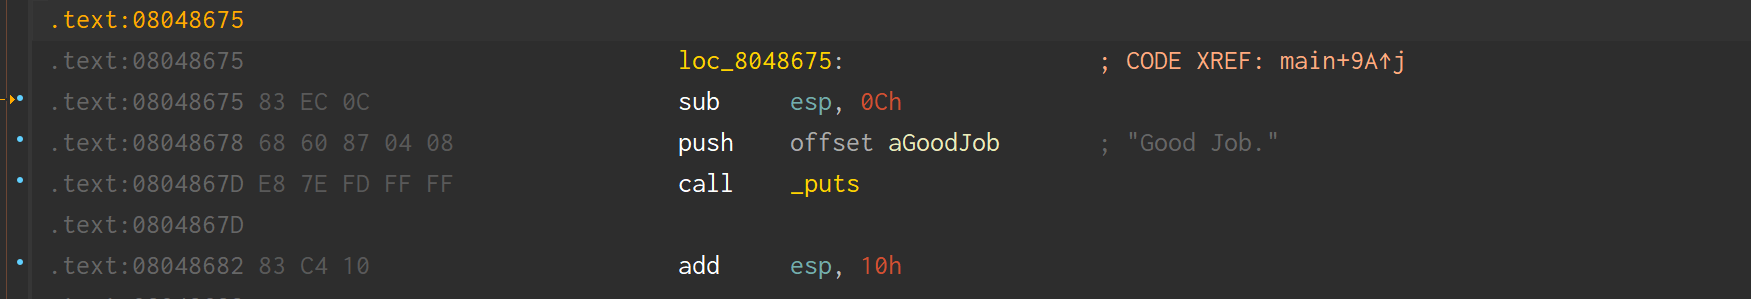 .text:08048675
.text:08048675 loc_8048675: ; CODE XREF: main+9A↑j
.text:08048675 83 EC 0C sub esp, 0Ch
.text:08048678 68 60 87 04 08 push offset aGoodJob ; "Good Job."
.text:0804867D E8 7E FD FF FF call _puts
.text:0804867D
.text:08048682 83 C4 10 add esp, 10h